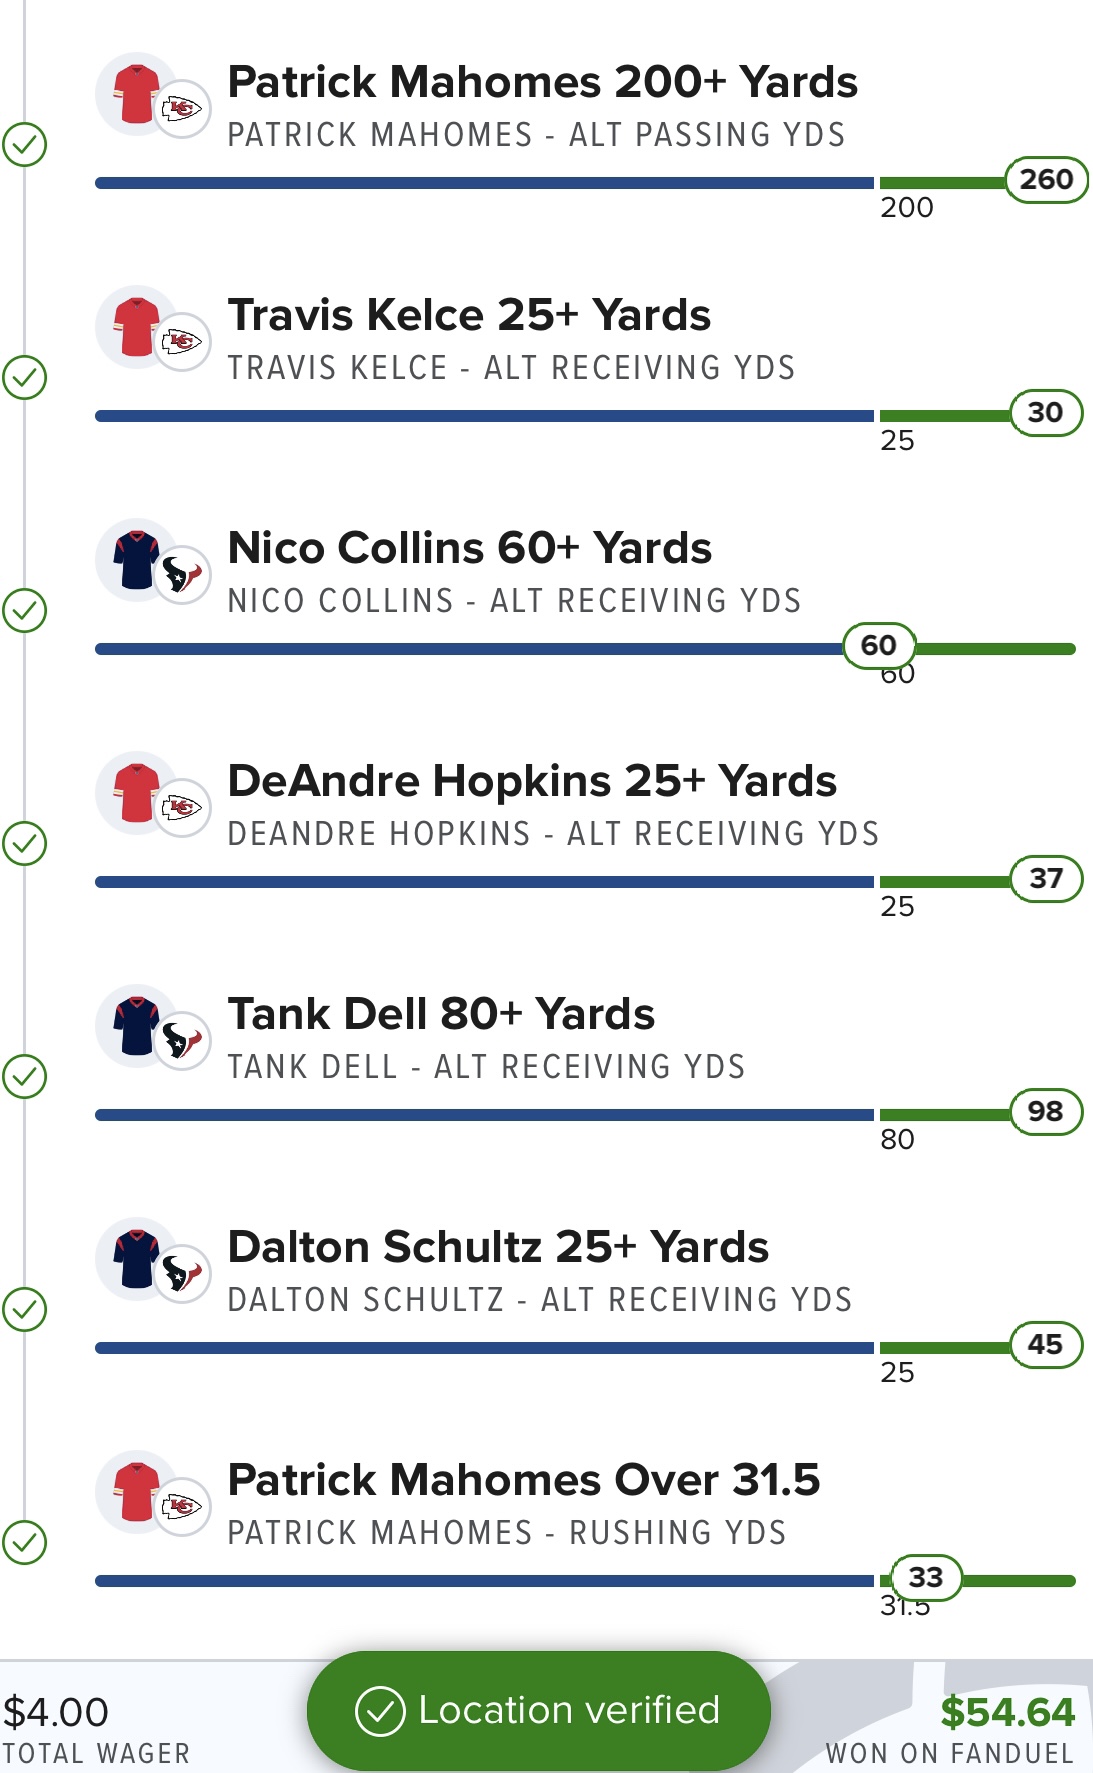 Patrick Mahomes 200+ Yards
PATRICK MAHOMES - ALT PASSING YDS
260
200
Travis Kelce 25+ Yards
TRAVIS KELCE - ALT RECEIVING YDS
30
25
Nico Collins 60+ Yards
NICO COLLINS - ALT RECEIVING YDS
60
60
DeAndre Hopkins 25+ Yards
DEANDRE HOPKINS - ALT RECEIVING YDS
37
25
Tank Dell 80+ Yards
TANK DELL - ALT RECEIVING YDS
98
80
Dalton Schultz 25+ Yards
DALTON SCHULTZ - ALT RECEIVING YDS
45
25
Patrick Mahomes Over 31.5
PATRICK MAHOMES - RUSHING YDS
33
31.5
$4.00
TOTAL WAGER
Location verified
$54.64
WON ON FANDUEL